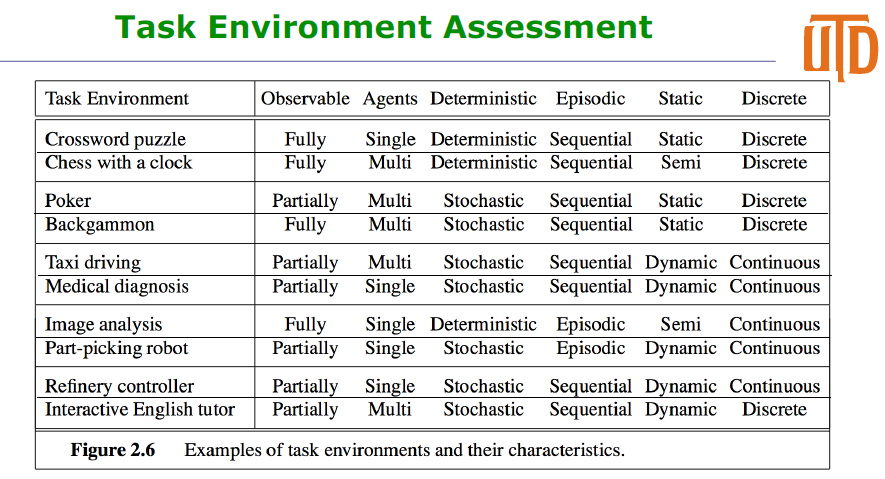 Task Environment Assessment
UTD
Task Environment Observable Agents Deterministic Episodic Static Discrete
Crossword puzzle Fully Single Deterministic Sequential Static Discrete
Chess with a clock Fully Multi Deterministic Sequential Semi Discrete
Poker Partially Multi Stochastic Sequential Static Discrete
Backgammon Fully Multi Stochastic Sequential Static Discrete
Taxi driving Partially Multi Stochastic Sequential Dynamic Continuous
Medical diagnosis Partially Single Stochastic Sequential Dynamic Continuous
Image analysis Fully Single Deterministic Episodic Semi Continuous
Part-picking robot Partially Single Stochastic Episodic Dynamic Continuous
Refinery controller Partially Single Stochastic Sequential Dynamic Continuous
Interactive English tutor Partially Multi Stochastic Sequential Dynamic Discrete
Figure 2.6 Examples of task environments and their characteristics.